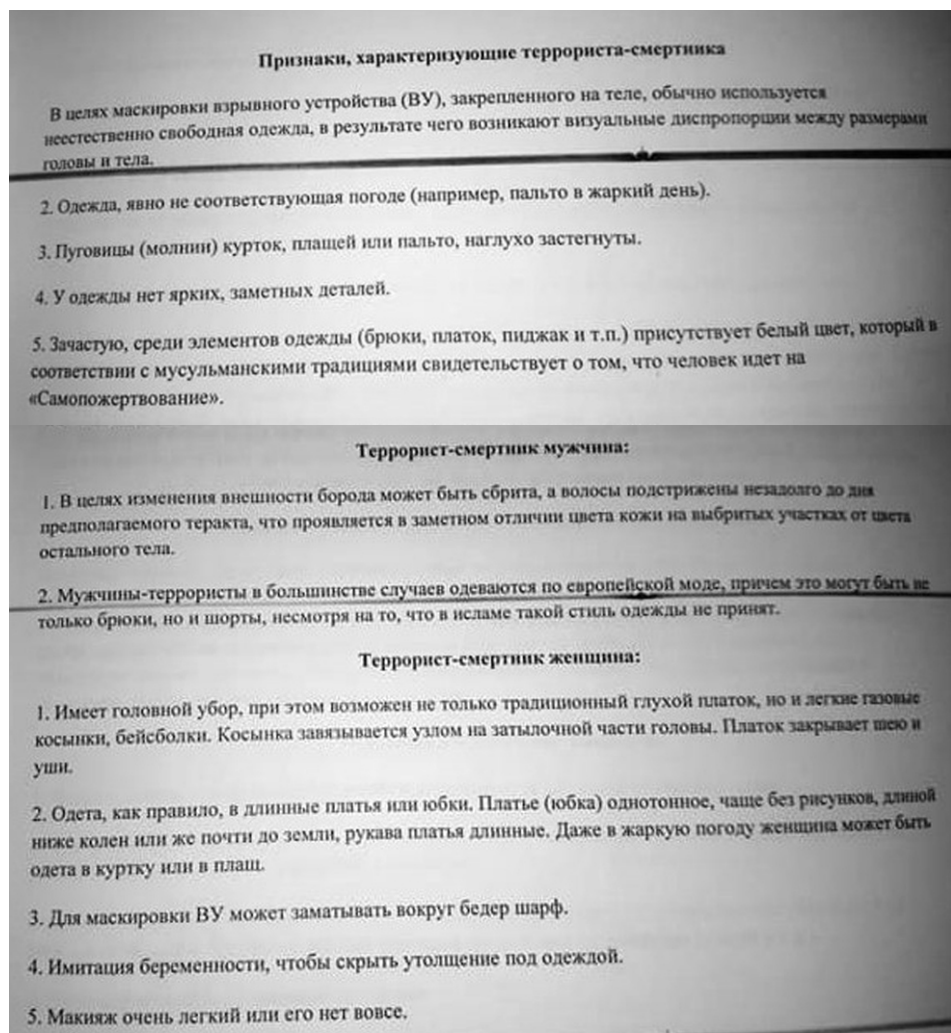 Признаки, характеризующие террориста-смертника
В целях маскировки взрывного устройства (ВУ), закрепленного на теле, обычно используется
неестественно свободная одежда, в результате чего возникают визуальные диспропорции между размерами
головы и тела.
2. Одежда, явно не соответствующая погоде (например, пальто в жаркий день).
3. Пуговицы (молнии) курток, плащей или пальто, наглухо застегнуты.
4. У одежды нет ярких, заметных деталей.
5. Зачастую, среди элементов одежды (брюки, платок, пиджак и т.п.) присутствует белый цвет, который в
соответствии с мусульманскими традициями свидетельствует о том, что человек идет на
«Самопожертвование».
Террорист-смертник мужчина:
1. В целях изменения внешности борода может быть сбрита, а волосы подстрижены незадолго до дня
предполагаемого теракта, что проявляется в заметном отличии цвета кожи на выбритых участках от цвета
остального тела.
2. Мужчины-террористы в большинстве случаев одеваются по европейской моде, причем это могут быть не
только брюки, но и шорты, несмотря на то, что в исламе такой стиль одежды не принят.
Террорист-смертник женщина:
1. Имеет головной убор, при этом возможен не только традиционный глухой платок, но и легкие газовые
косынки, бейсболки. Косынка завязывается узлом на затылочной части головы. Платок закрывает шею и
уши.
2. Одета, как правило, в длинные платья или юбки. Платье (юбка) однотонное, чаще без рисунков, длиной
ниже колен или же почти до земли, рукава платья длинные. Даже в жаркую погоду женщина может быть
одета в куртку или в плащ.
3. Для маскировки ВУ может заматывать вокруг бедер шарф.
4. Имитация беременности, чтобы скрыть утолщение под одеждой.
5. Макияж очень легкий или его нет вовсе.